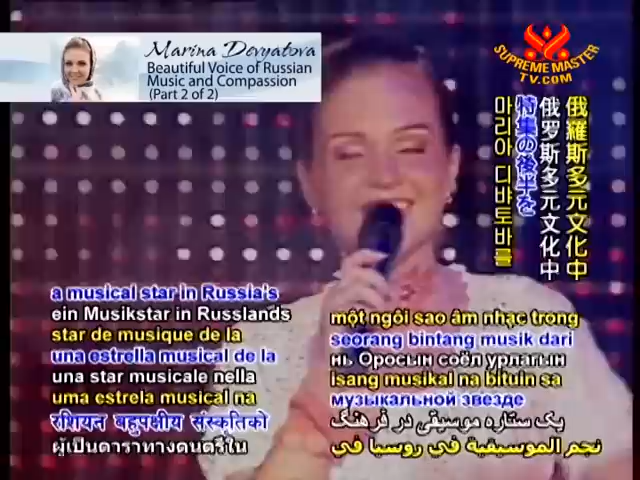 Marina Devyatova
Beautiful Voice of Russian
Music and Compassion
(Part 2 of 2)
SUPREME MASTER
TV.COM
俄羅斯多元文化中
俄罗斯多元文化中
特集の後半を
마리아 디뱌토바를
a musical star in Russia's
ein Musikstar in Russlands
star de musique de la
una estrella musical de la
una star musicale nella
uma estrela musical na
रशियन बहुपक्षीय संस्कृतिको
ผู้เป็นดาราทางดนตรีใน
một ngôi sao âm nhạc trong
seorang bintang musik dari
нь Оросын соёл урлагын
isang musikal na bituin sa
музыкальной звезде
یک ستاره موسیقی در فرهنگ
نجم الموسيقية في روسيا في